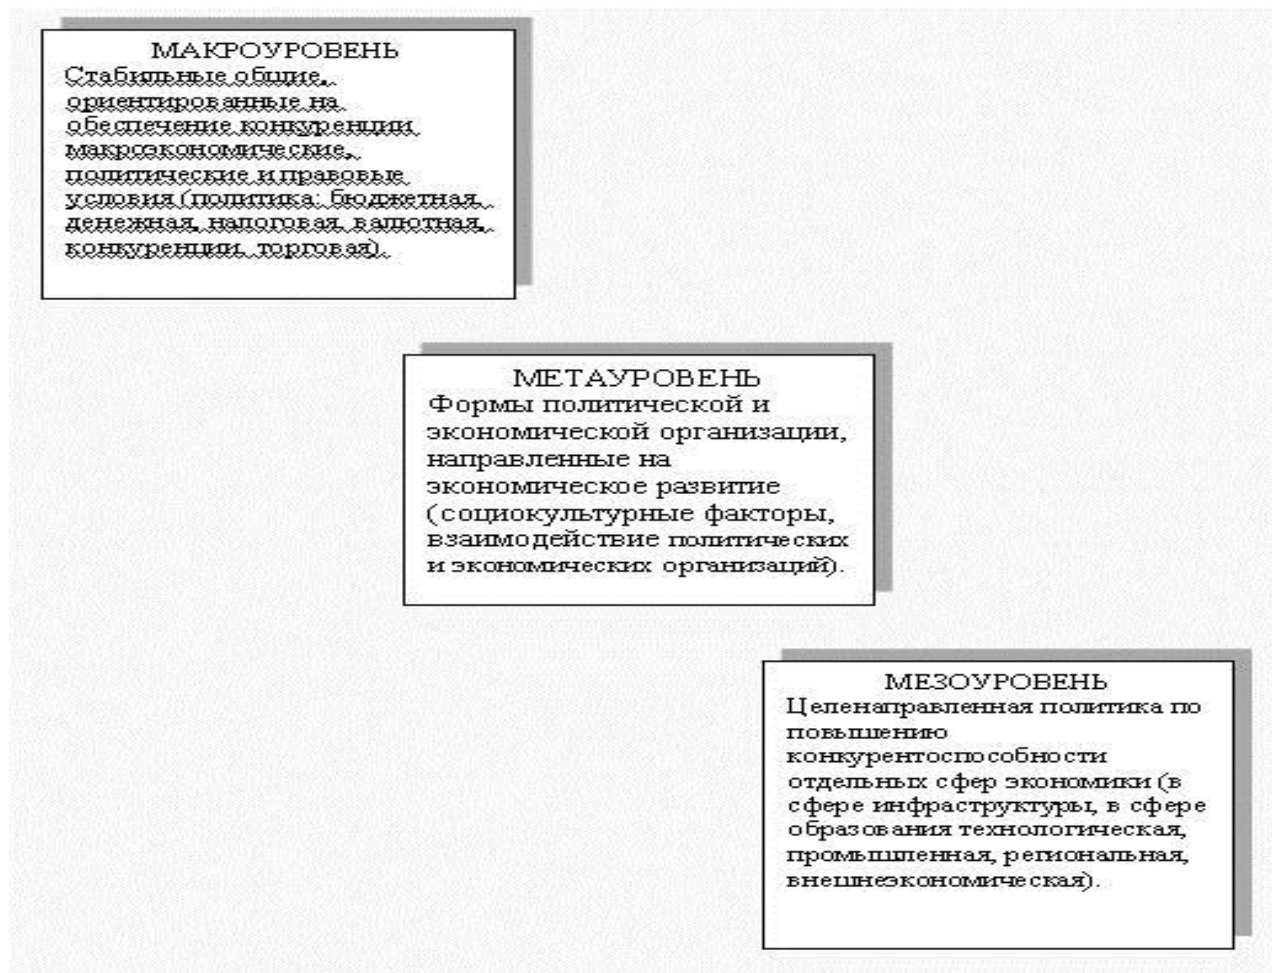 МАКРОУРОВЕНЬ
Стабильные общие,
ориентированные на
обеспечение конкуренции
макроэкономические,
политические и правовые
условия (политика: бюджетная,
денежная, налоговая, валютная,
конкуренции, торговая).
МЕТАУРОВЕНЬ
Формы политической и
экономической организации,
направленные на
экономическое развитие
(социокультурные факторы,
взаимодействие политических
и экономических организаций).
МЕЗОУРОВЕНЬ
Целенаправленная политика по
повышению
конкурентоспособности
отдельных сфер экономики (в
сфере инфраструктуры, в сфере
образования технологическая,
промышленная, региональная,
внешнеэкономическая).